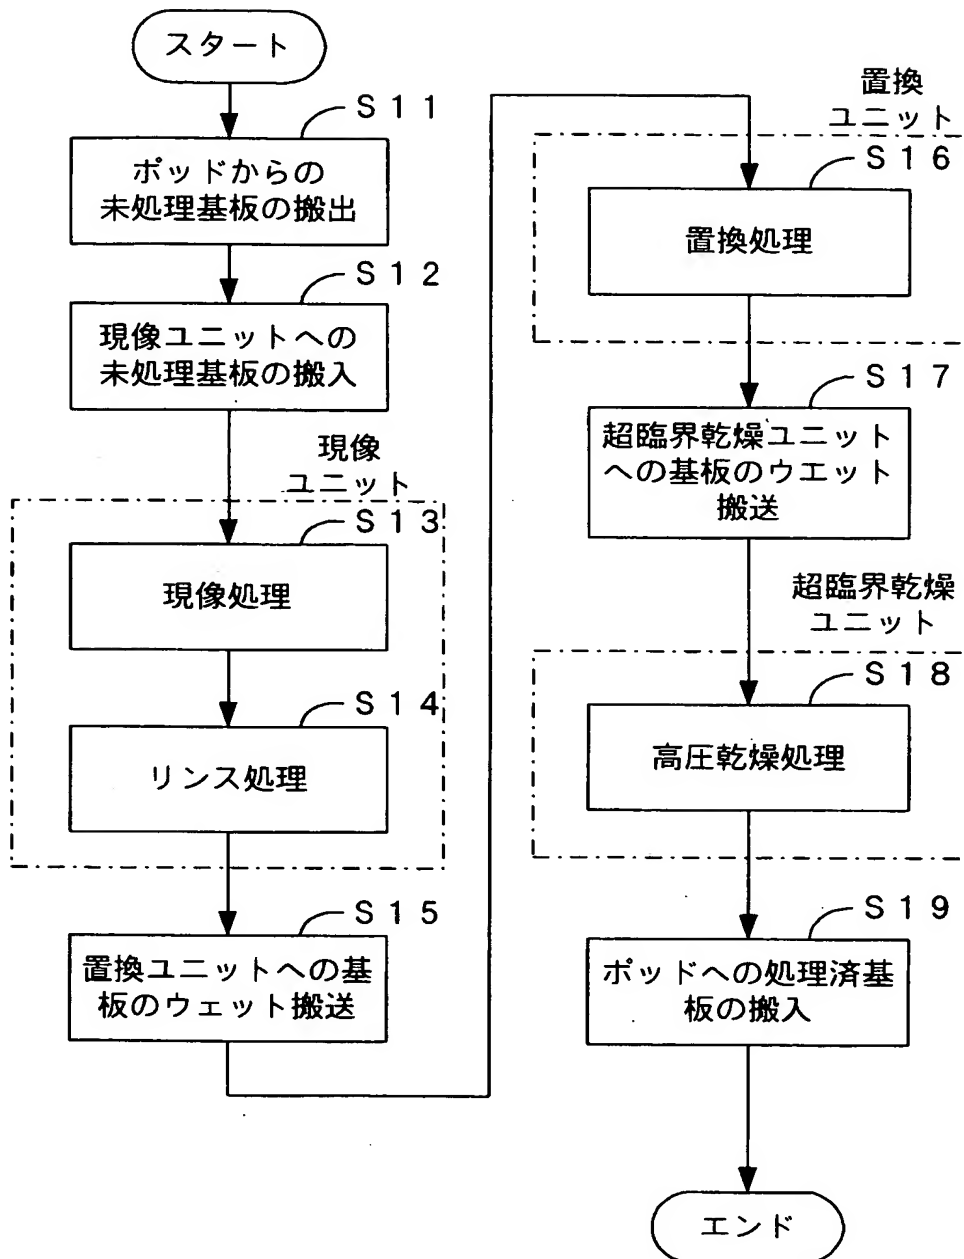 スタート
S11
ポッドからの
未処理基板の搬出
S12
現像ユニットへの
未処理基板の搬入
現像
ユニット
S13
現像処理
S14
リンス処理
S15
置換ユニットへの基
板のウェット搬送
置換
ユニット
S16
置換処理
S17
超臨界乾燥ユニット
への基板のウエット
搬送
超臨界乾燥
ユニット
S18
高圧乾燥処理
S19
ポッドへの処理済基
板の搬入
エンド